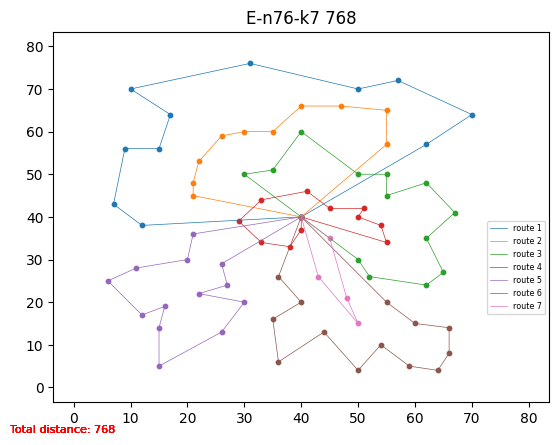 E-n76-k7 768
80
70
60
50
40
30
20
10
0
0 10 20 30 40 50 60 70 80
route 1
route 2
route 3
route 4
route 5
route 6
route 7
Total distance: 768